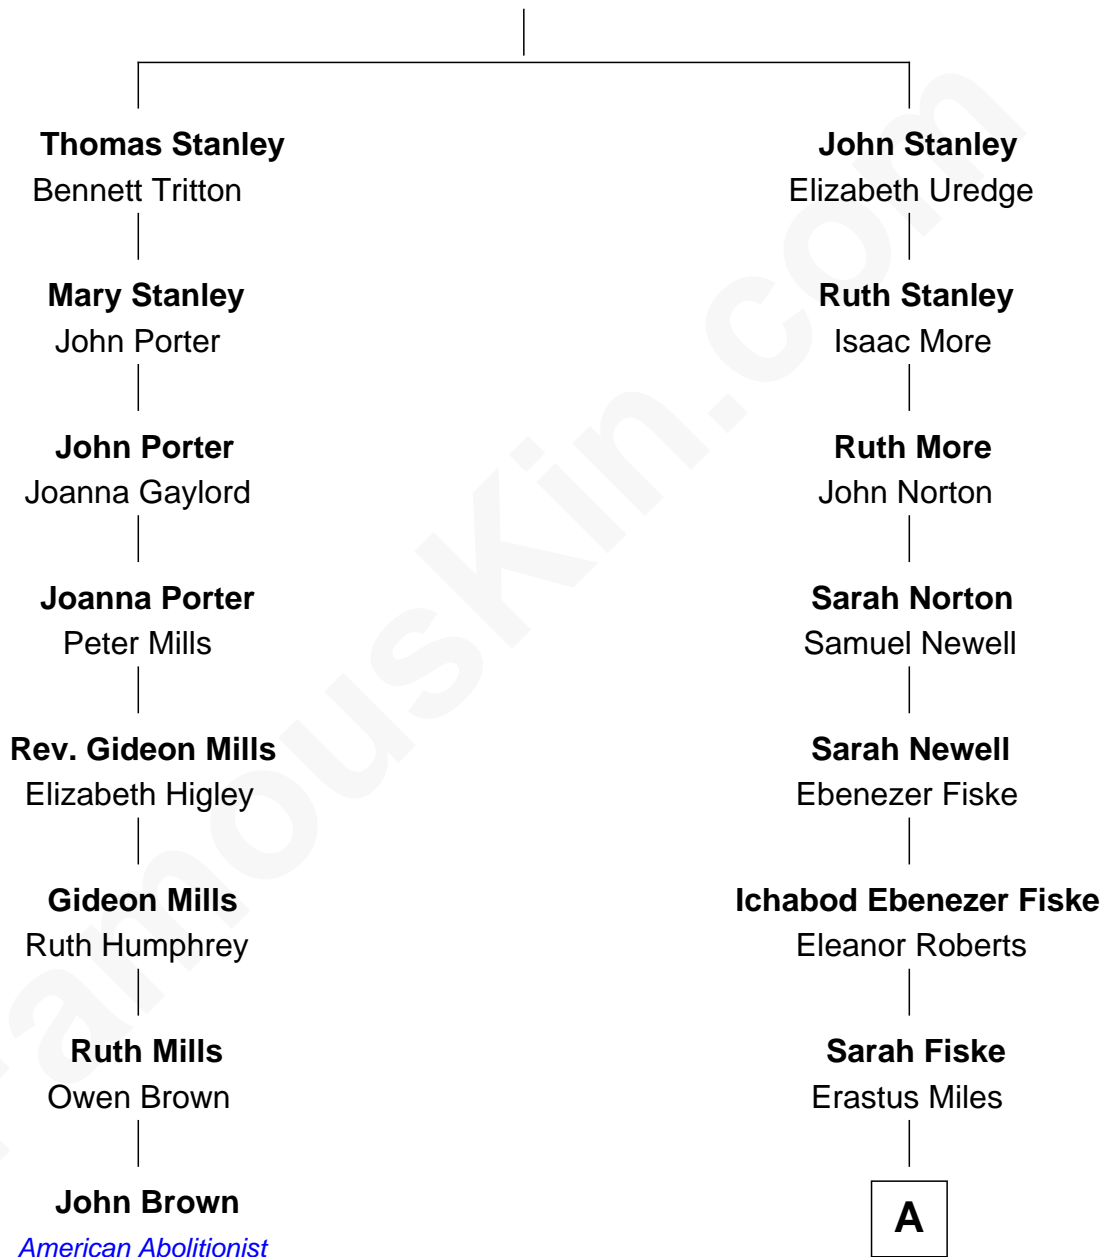 Thomas Stanley
Bennett Tritton
Mary Stanley
John Porter
John Porter
Joanna Gaylord
Joanna Porter
Peter Mills
Rev. Gideon Mills
Elizabeth Higley
Gideon Mills
Ruth Humphrey
Ruth Mills
Owen Brown
John Brown
American Abolitionist
John Stanley
Elizabeth Uredge
Ruth Stanley
Isaac More
Ruth More
John Norton
Sarah Norton
Samuel Newell
Sarah Newell
Ebenezer Fiske
Ichabod Ebenezer Fiske
Eleanor Roberts
Sarah Fiske
Erastus Miles
A
FamousKin.com